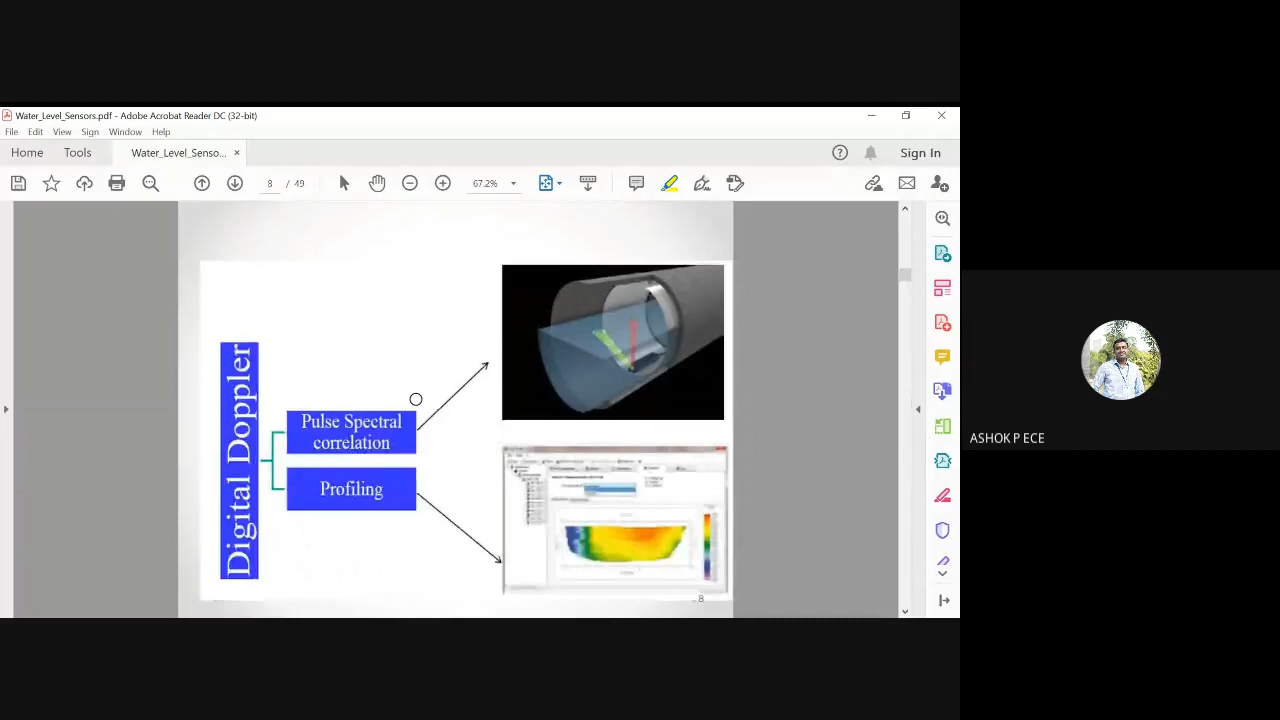 Water_Level_Sensors.pdf - Adobe Acrobat Reader DC (32-bit)
File Edit View Sign Window Help
Home Tools Water_Level_Senso... × Sign In
8 / 49 67.2%
Digital Doppler
Pulse Spectral
correlation
Profiling
8
ASHOK P ECE